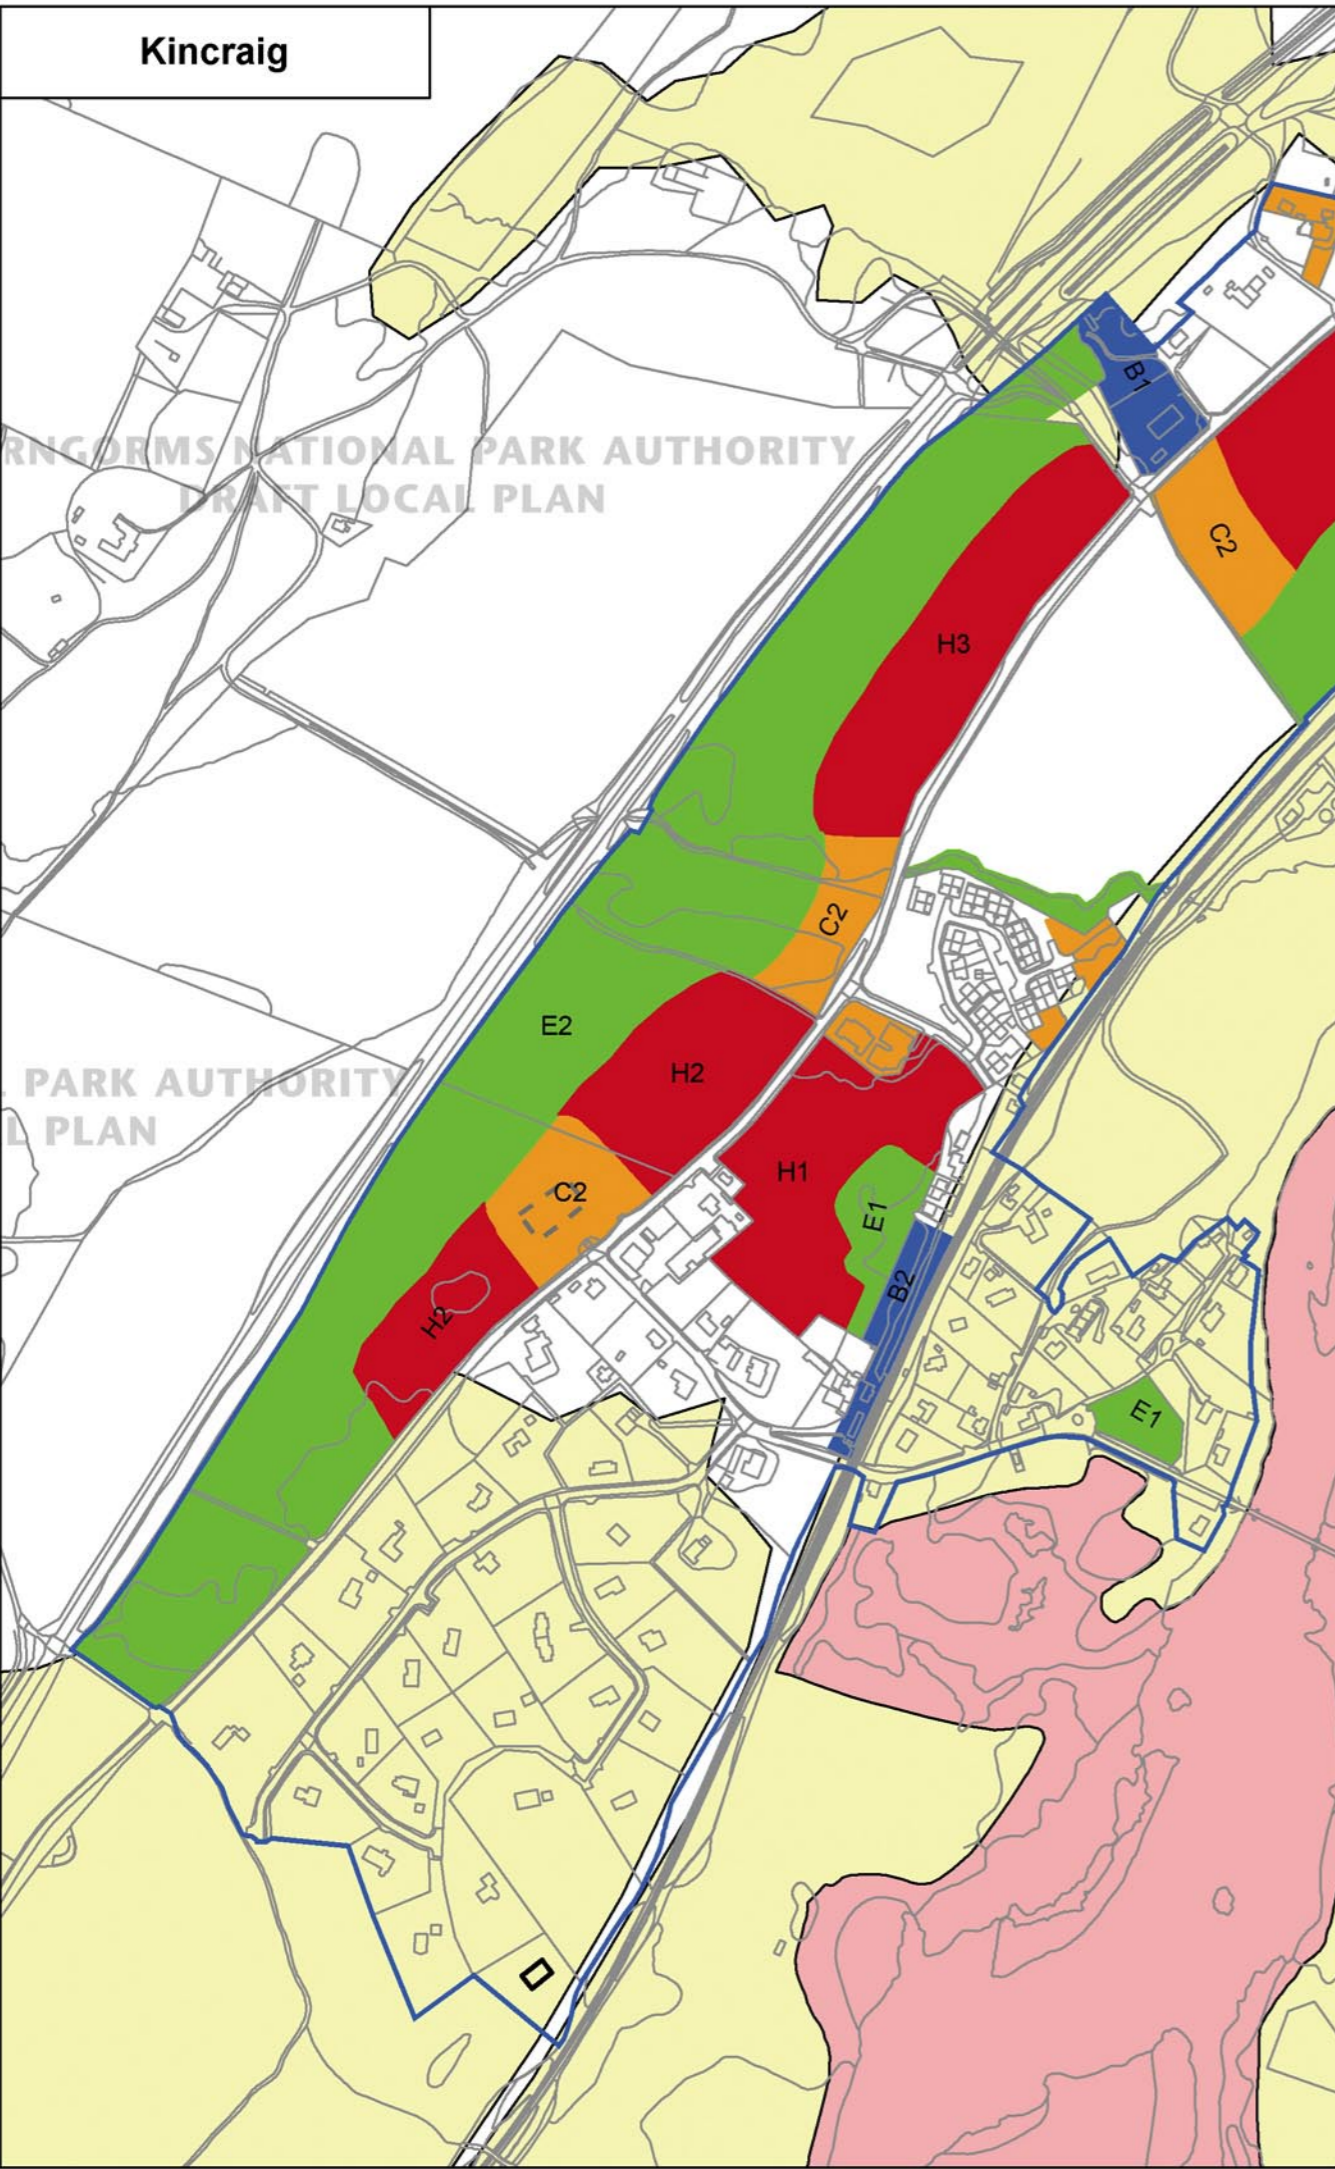 Kincraig
B1
RNGORMS NATIONAL PARK AUTHORITY
DRAFT LOCAL PLAN
C2
H3
C2
E2
H2
PARK AUTHORITY
L PLAN
H1
C2
E1
B2
H2
E1